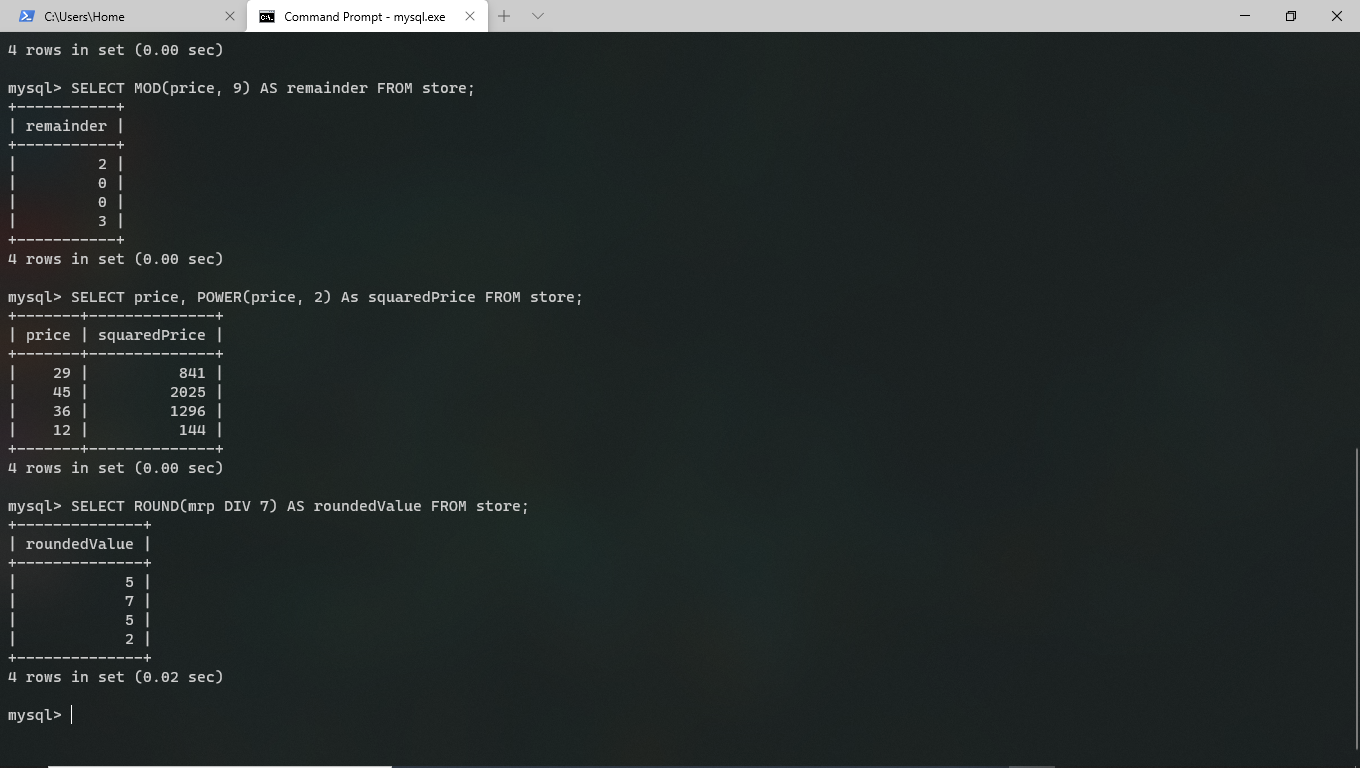 C:\Users\Home
Command Prompt - mysql.exe
4 rows in set (0.00 sec)
mysql> SELECT MOD(price, 9) AS remainder FROM store;
+-----------+
| remainder |
+-----------+
|         2 |
|         0 |
|         0 |
|         3 |
+-----------+
4 rows in set (0.00 sec)
mysql> SELECT price, POWER(price, 2) As squaredPrice FROM store;
+-------+--------------+
| price | squaredPrice |
+-------+--------------+
|    29 |          841 |
|    45 |         2025 |
|    36 |         1296 |
|    12 |          144 |
+-------+--------------+
4 rows in set (0.00 sec)
mysql> SELECT ROUND(mrp DIV 7) AS roundedValue FROM store;
+--------------+
| roundedValue |
+--------------+
|            5 |
|            7 |
|            5 |
|            2 |
+--------------+
4 rows in set (0.02 sec)
mysql>